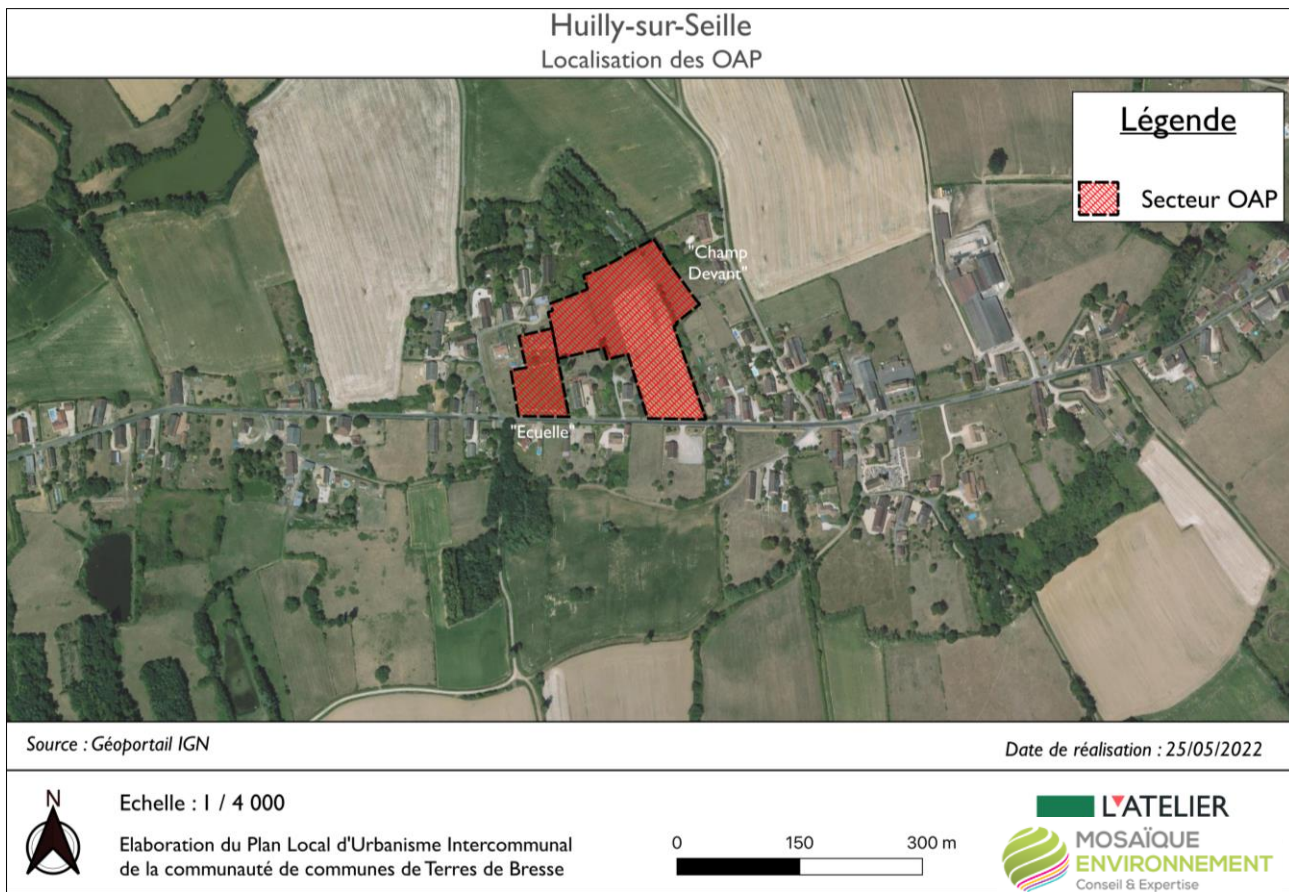 Huilly-sur-Seille
Localisation des OAP
Légende
Secteur OAP
"Champ
Devant"
"Ecuelle"
Source : Géoportail IGN
Date de réalisation : 25/05/2022
N
Echelle : 1 / 4 000
Elaboration du Plan Local d'Urbanisme Intercommunal
de la communauté de communes de Terres de Bresse
0 150 300 m
L'ATELIER
MOSAÏQUE
ENVIRONNEMENT
Conseil & Expertise